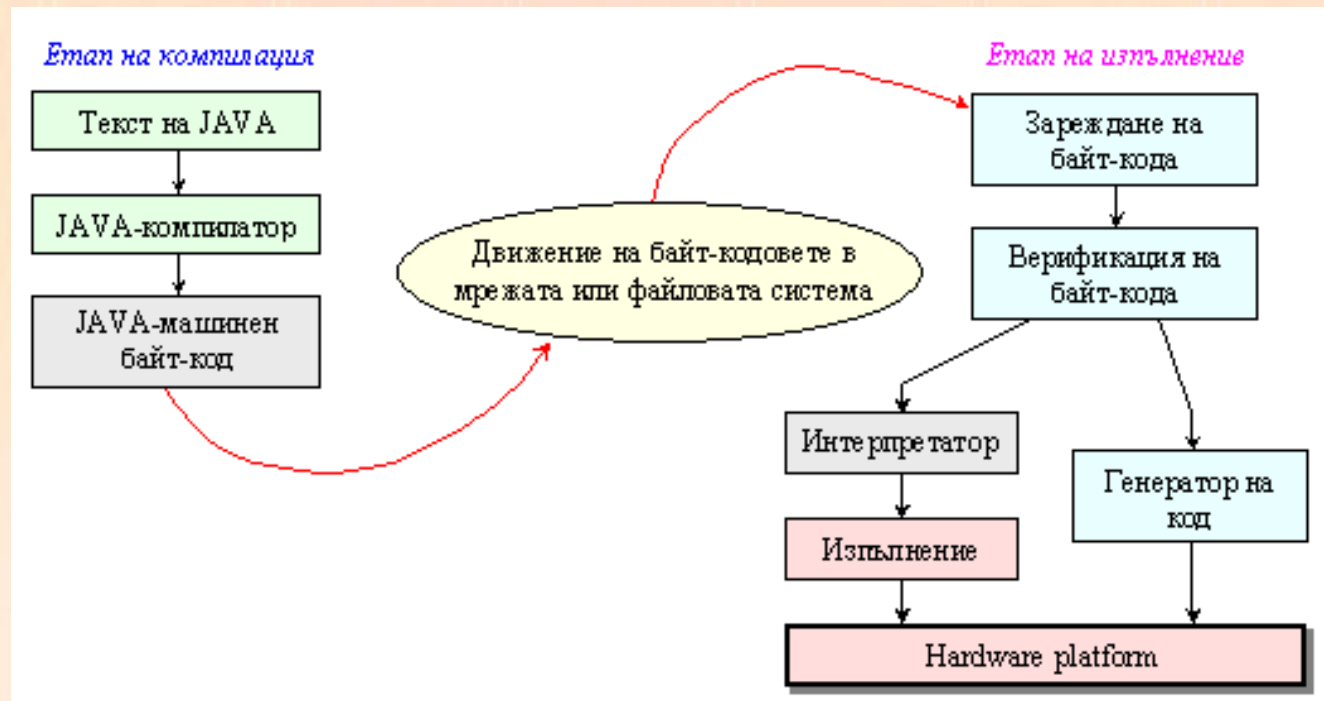 Етап на компилация
Текст на JAVA
JAVA-компилатор
JAVA-машинен
байт-код
Движение на байт-кодовете в
мрежата или файловата система
Етап на изпълнение
Зареждане на
байт-кода
Верификация на
байт-кода
Интерпретатор
Изпълнение
Генератор на
код
Hardware platform